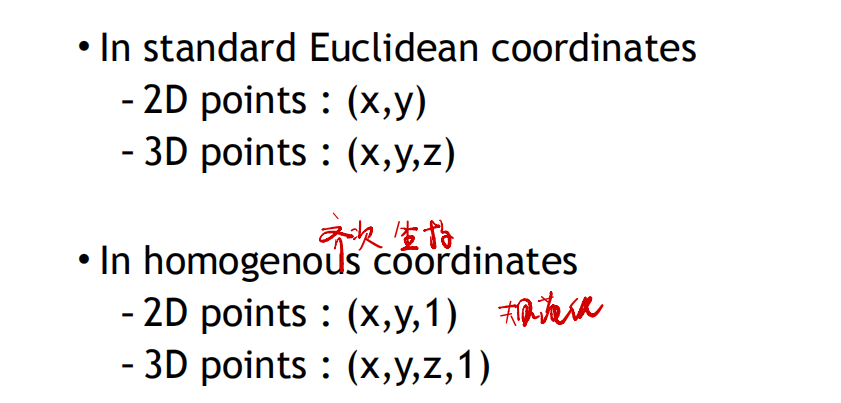 • In standard Euclidean coordinates
- 2D points : (x,y)
- 3D points : (x,y,z)
齐次 坐标
• In homogenous coordinates
- 2D points : (x,y,1) 规范化
- 3D points : (x,y,z,1)